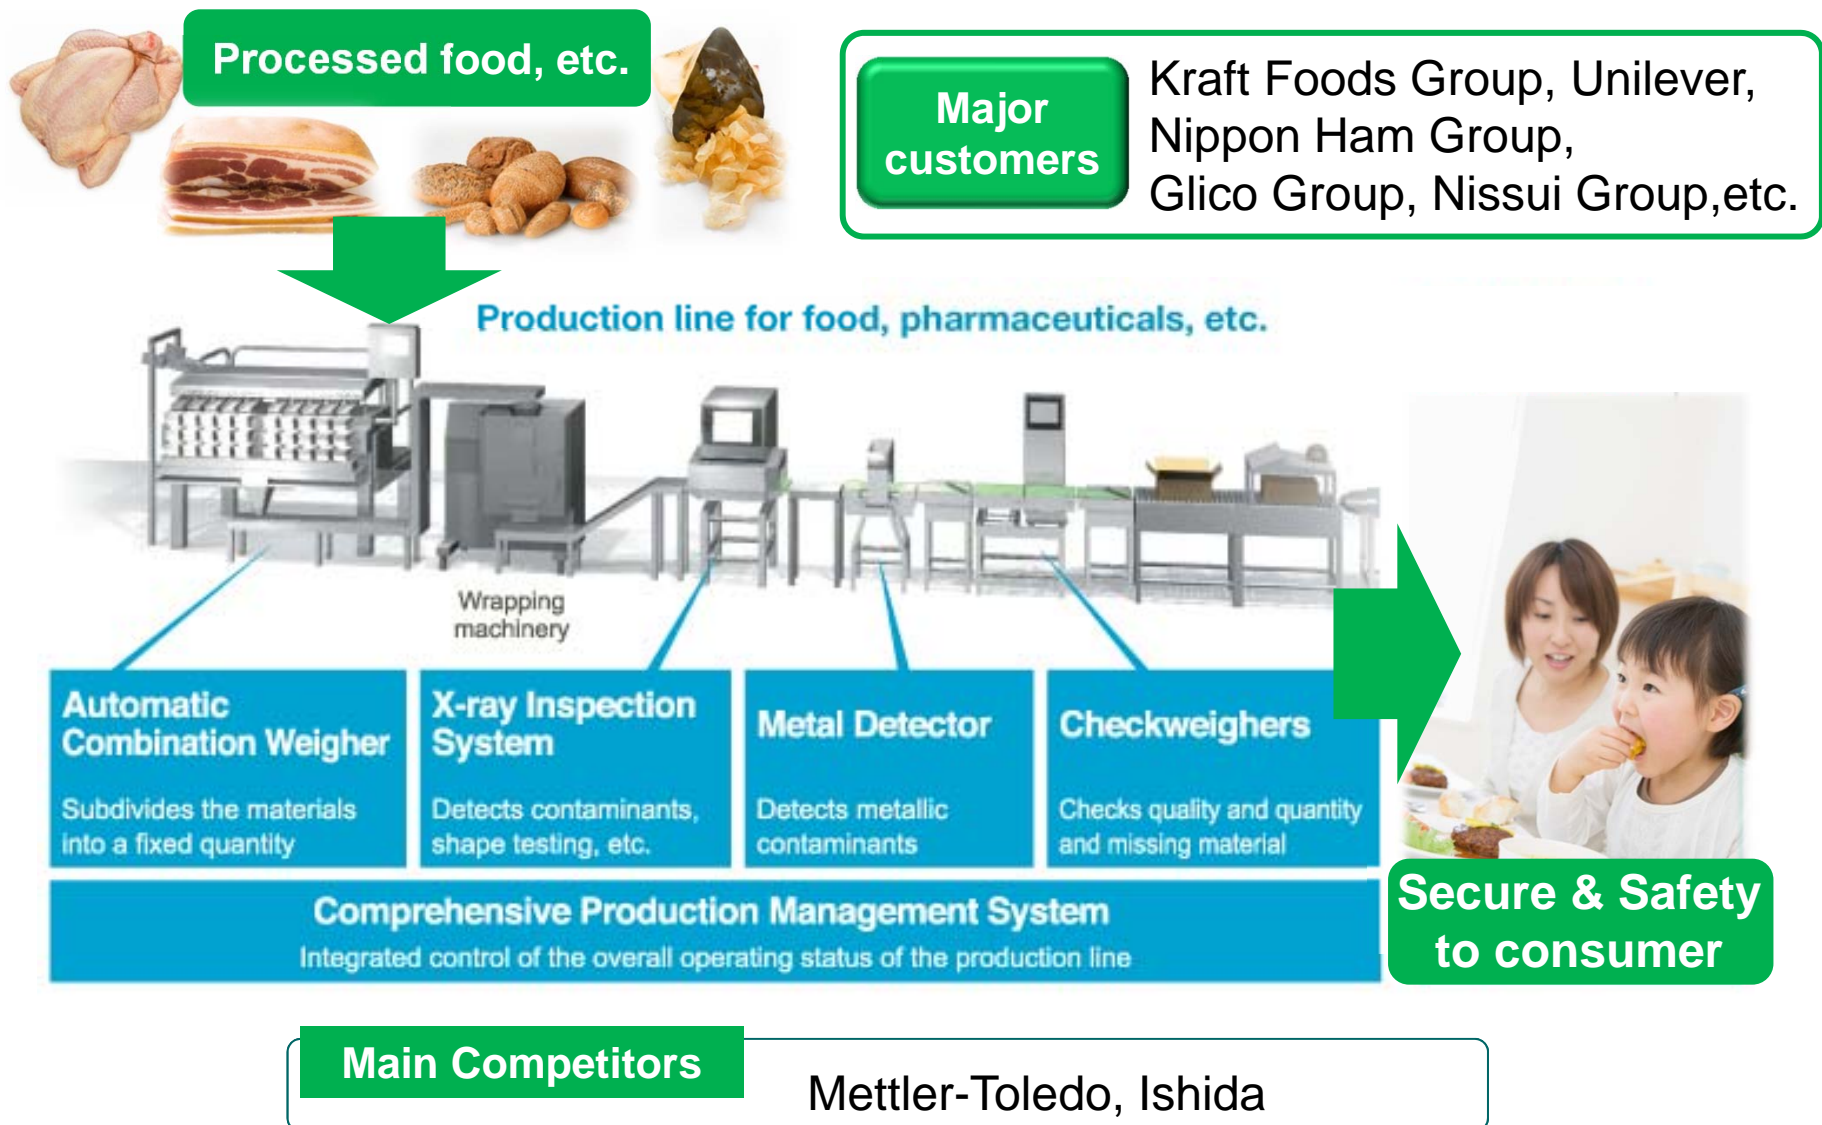 Processed food, etc.
Major
customers
Kraft Foods Group, Unilever,
Nippon Ham Group,
Glico Group, Nissui Group,etc.
Production line for food, pharmaceuticals, etc.
Wrapping
machinery
Automatic
Combination Weigher
Subdivides the materials
into a fixed quantity
X-ray Inspection
System
Detects contaminants,
shape testing, etc.
Metal Detector
Detects metallic
contaminants
Checkweighers
Checks quality and quantity
and missing material
Comprehensive Production Management System
Integrated control of the overall operating status of the production line
Secure & Safety
to consumer
Main Competitors
Mettler-Toledo, Ishida